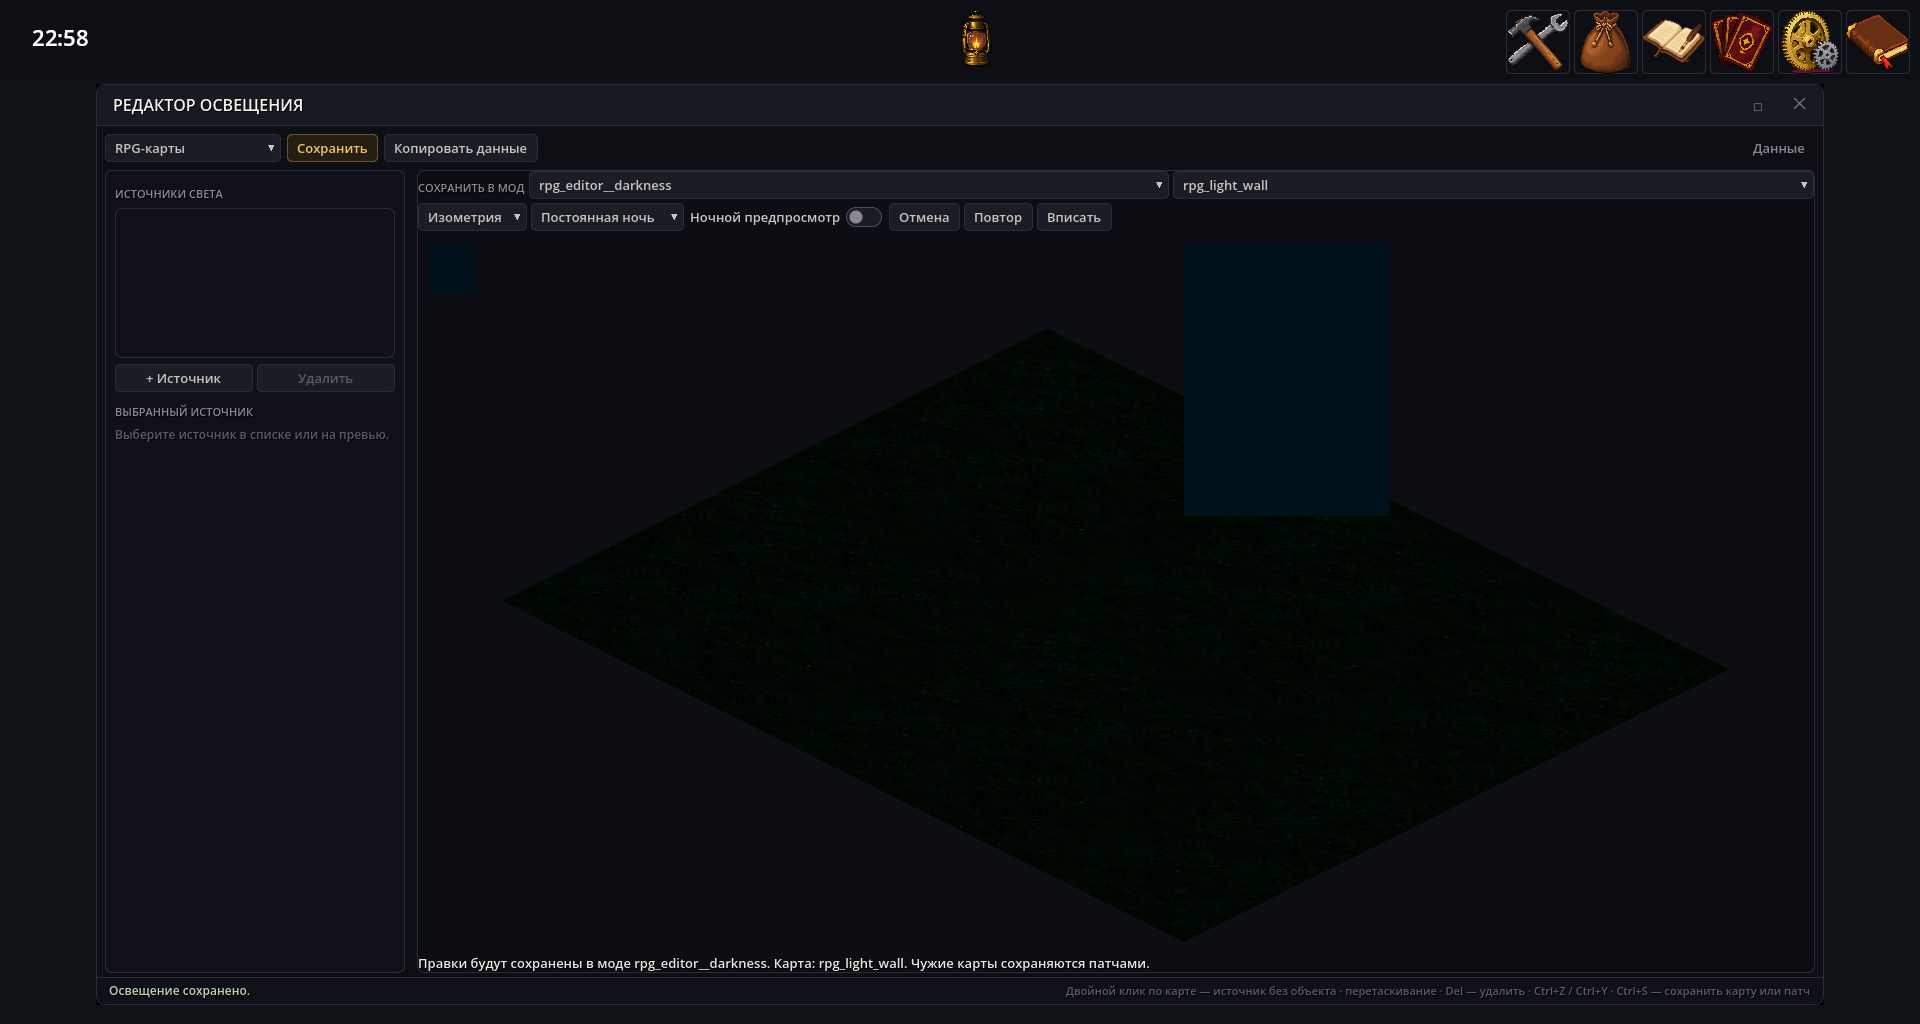 22:58
РЕДАКТОР ОСВЕЩЕНИЯ
RPG-карты Сохранить Копировать данные Данные
ИСТОЧНИКИ СВЕТА
+ Источник Удалить
ВЫБРАННЫЙ ИСТОЧНИК
Выберите источник в списке или на превью.
СОХРАНИТЬ В МОД rpg_editor__darkness rpg_light_wall
Изометрия Постоянная ночь Ночной предпросмотр Отмена Повтор Вписать
Правки будут сохранены в моде rpg_editor__darkness. Карта: rpg_light_wall. Чужие карты сохраняются патчами.
Освещение сохранено.
Двойной клик по карте — источник без объекта · перетаскивание · Del — удалить · Ctrl+Z / Ctrl+Y · Ctrl+S — сохранить карту или патч